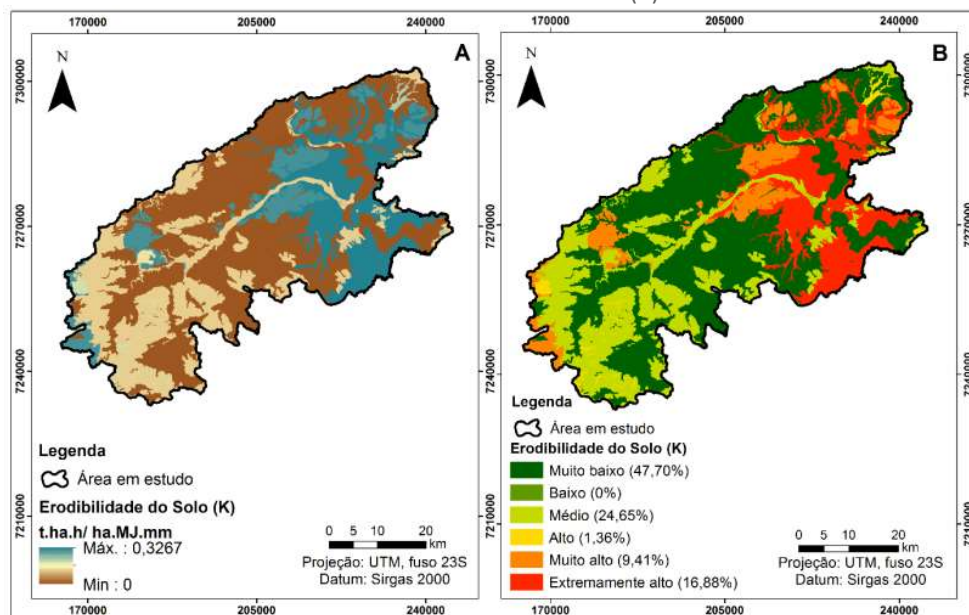 170000 205000 240000
A
N
7300000
7270000
7240000
7210000
Legenda
Área em estudo
Erodibilidade do Solo (K)
t.ha.h/ ha.MJ.mm
Máx. : 0,3267
Min : 0
0 5 10 20
km
Projeção: UTM, fuso 23S
Datum: Sirgas 2000
170000 205000 240000
170000 205000 240000
B
N
7300000
7270000
7240000
7210000
Legenda
Área em estudo
Erodibilidade do Solo (K)
Muito baixo (47,70%)
Baixo (0%)
Médio (24,65%)
Alto (1,36%)
Muito alto (9,41%)
Extremamente alto (16,88%)
0 5 10 20
km
Projeção: UTM, fuso 23S
Datum: Sirgas 2000
170000 205000 240000